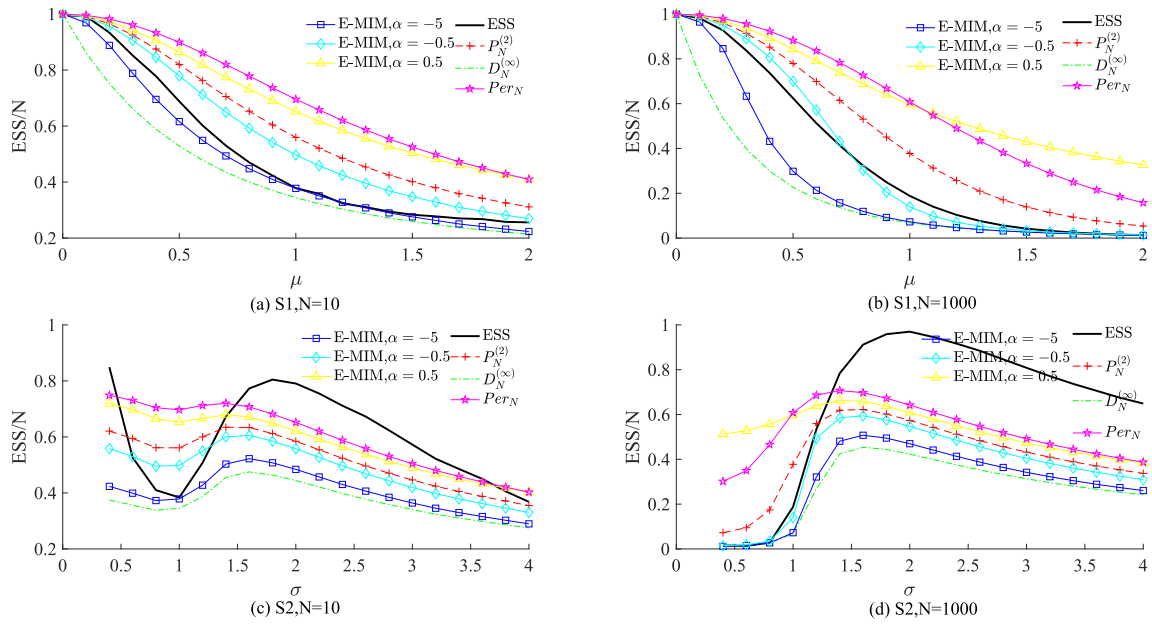 E-MIM,α = −5
E-MIM,α = −0.5
E-MIM,α = 0.5
ESS
P_N^(2)
D_N^(∞)
Per_N
ESS/N
1
0.8
0.6
0.4
0.2
0 0.5 1 1.5 2
μ
(a) S1,N=10
E-MIM,α = −5
E-MIM,α = −0.5
E-MIM,α = 0.5
ESS
P_N^(2)
D_N^(∞)
Per_N
ESS/N
1
0.8
0.6
0.4
0.2
0
0 0.5 1 1.5 2
μ
(b) S1,N=1000
E-MIM,α = −5
E-MIM,α = −0.5
E-MIM,α = 0.5
ESS
P_N^(2)
D_N^(∞)
Per_N
ESS/N
1
0.8
0.6
0.4
0.2
0.5 1 1.5 2 2.5 3 3.5 4
σ
(c) S2,N=10
E-MIM,α = −5
E-MIM,α = −0.5
E-MIM,α = 0.5
ESS
P_N^(2)
D_N^(∞)
Per_N
ESS/N
1
0.8
0.6
0.4
0.2
0
0 0.5 1 1.5 2 2.5 3 3.5 4
σ
(d) S2,N=1000